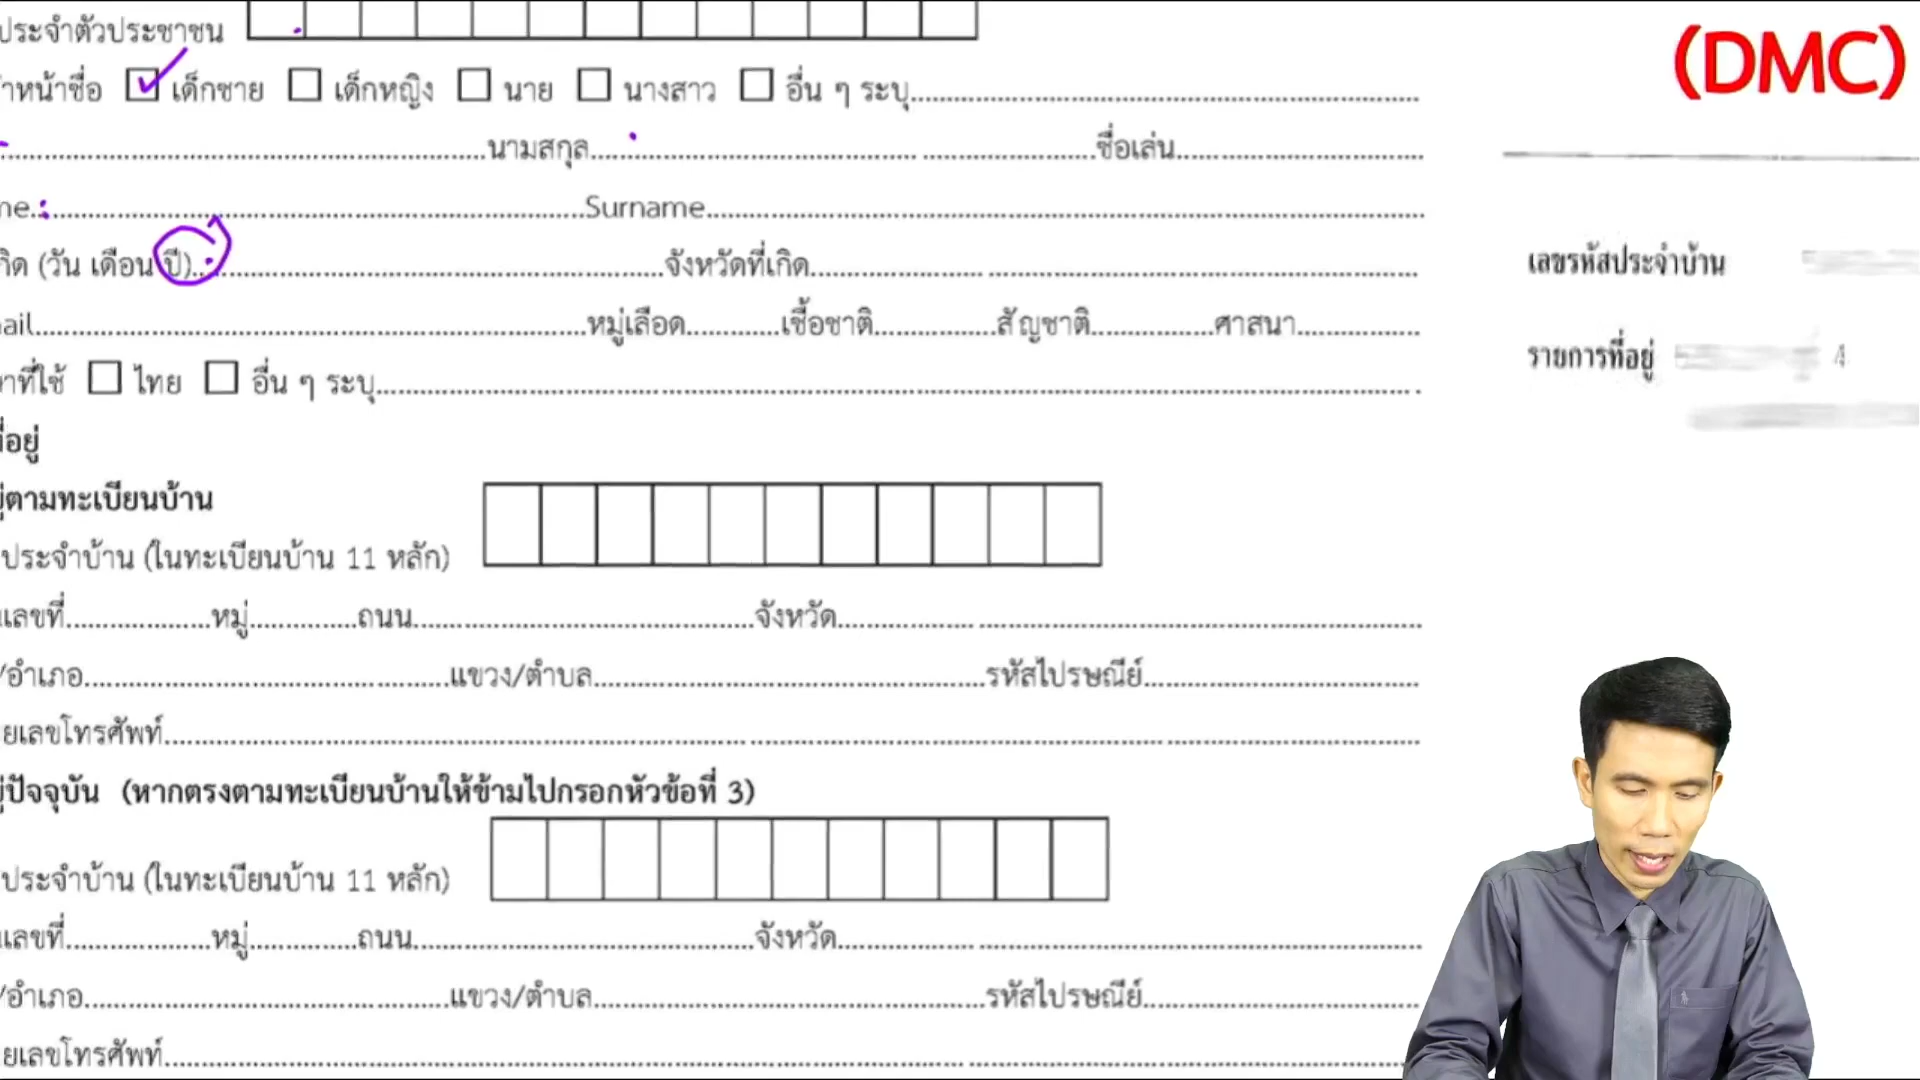 ประจำตัวประชาชน
(DMC)
าหน้าชื่อ เด็กชาย เด็กหญิง นาย นางสาว อื่น ๆ ระบุ
นามสกุล ชื่อเล่น
me Surname
กิด (วัน เดือน ปี) จังหวัดที่เกิด
เลขรหัสประจำบ้าน
ail หมู่เลือด เชื้อชาติ สัญชาติ ศาสนา
รายการที่อยู่ 4
าที่ใช้ ไทย อื่น ๆ ระบุ
ที่อยู่
ยู่ตามทะเบียนบ้าน
ประจำบ้าน (ในทะเบียนบ้าน 11 หลัก)
เลขที่ หมู่ ถนน จังหวัด
/อำเภอ แขวง/ตำบล รหัสไปรษณีย์
ยเลขโทรศัพท์
ยู่ปัจจุบัน (หากตรงตามทะเบียนบ้านให้ข้ามไปกรอกหัวข้อที่ 3)
ประจำบ้าน (ในทะเบียนบ้าน 11 หลัก)
เลขที่ หมู่ ถนน จังหวัด
/อำเภอ แขวง/ตำบล รหัสไปรษณีย์
ยเลขโทรศัพท์